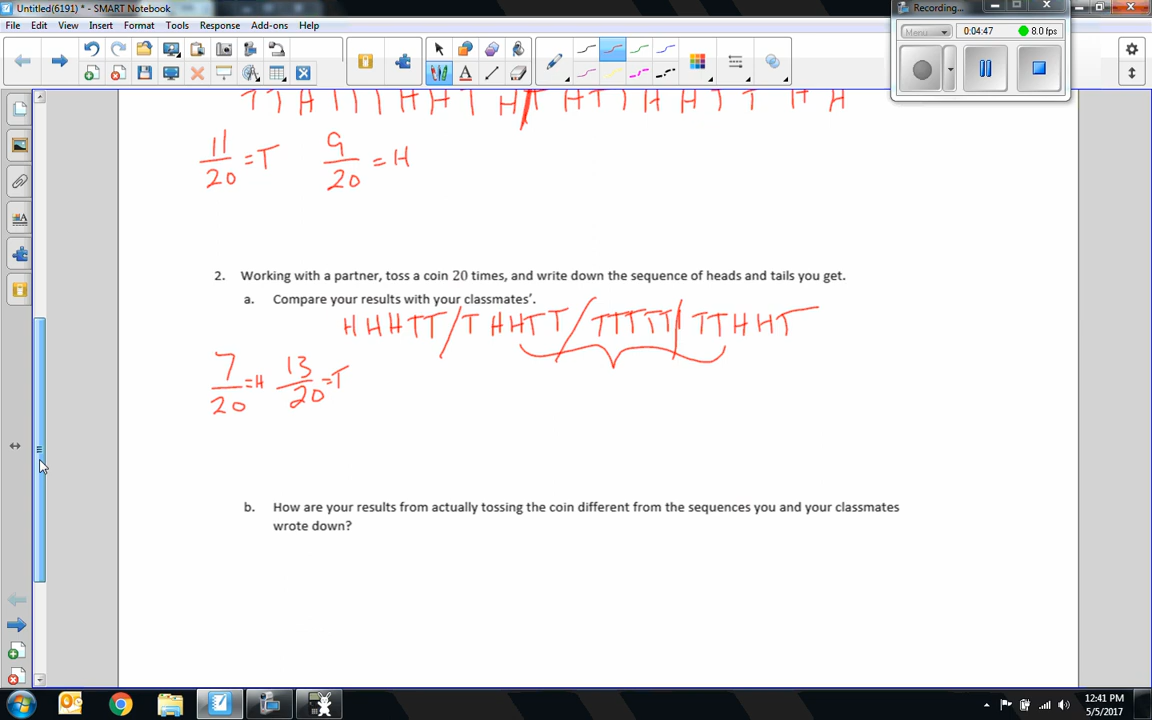 Untitled(6191) * - SMART Notebook
File Edit View Insert Format Tools Response Add-ons Help
Recording...
Menu
0:04:47
8.0 fps
T T H T T T H H T H T H T T H H T T H H
11/20 = T 9/20 = H
2. Working with a partner, toss a coin 20 times, and write down the sequence of heads and tails you get.
a. Compare your results with your classmates'.
H H H T T / T H H T T / T T T T T | T T H H T
7/20 = H 13/20 = T
b. How are your results from actually tossing the coin different from the sequences you and your classmates
wrote down?
12:41 PM
5/5/2017